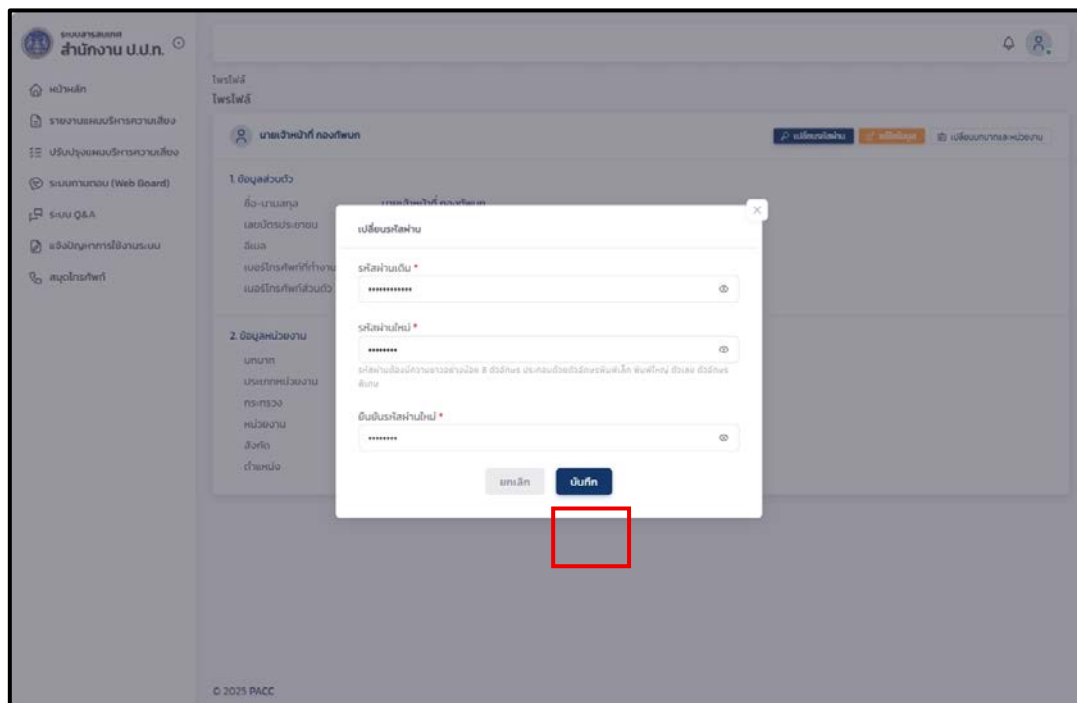 ระบบสารสนเทศ
สำนักงาน ป.ป.ท.
หน้าหลัก
รายงานแผนบริหารความเสี่ยง
ปรับปรุงแผนบริหารความเสี่ยง
ระบบถามตอบ (Web Board)
ระบบ Q&A
แจ้งปัญหาการใช้งานระบบ
สมุดโทรศัพท์
โพรไฟล์
โพรไฟล์
นายเจ้าหน้าที่ กองทัพบก
เปลี่ยนรหัสผ่าน
แก้ไขข้อมูล
เปลี่ยนบทบาทและหน่วยงาน
1. ข้อมูลส่วนตัว
ชื่อ-นามสกุล นายเจ้าหน้าที่ กองทัพบก
เลขบัตรประชาชน
อีเมล
เบอร์โทรศัพท์ที่ทำงาน
เบอร์โทรศัพท์ส่วนตัว
2. ข้อมูลหน่วยงาน
บทบาท
ประเภทหน่วยงาน
กระทรวง
หน่วยงาน
สังกัด
ตำแหน่ง
เปลี่ยนรหัสผ่าน
รหัสผ่านเดิม *
••••••••••••
รหัสผ่านใหม่ *
••••••••
รหัสผ่านต้องมีความยาวอย่างน้อย 8 ตัวอักษร ประกอบด้วยตัวอักษรพิมพ์เล็ก พิมพ์ใหญ่ ตัวเลข ตัวอักษร
พิเศษ
ยืนยันรหัสผ่านใหม่ *
••••••••
ยกเลิก
บันทึก
© 2025 PACC